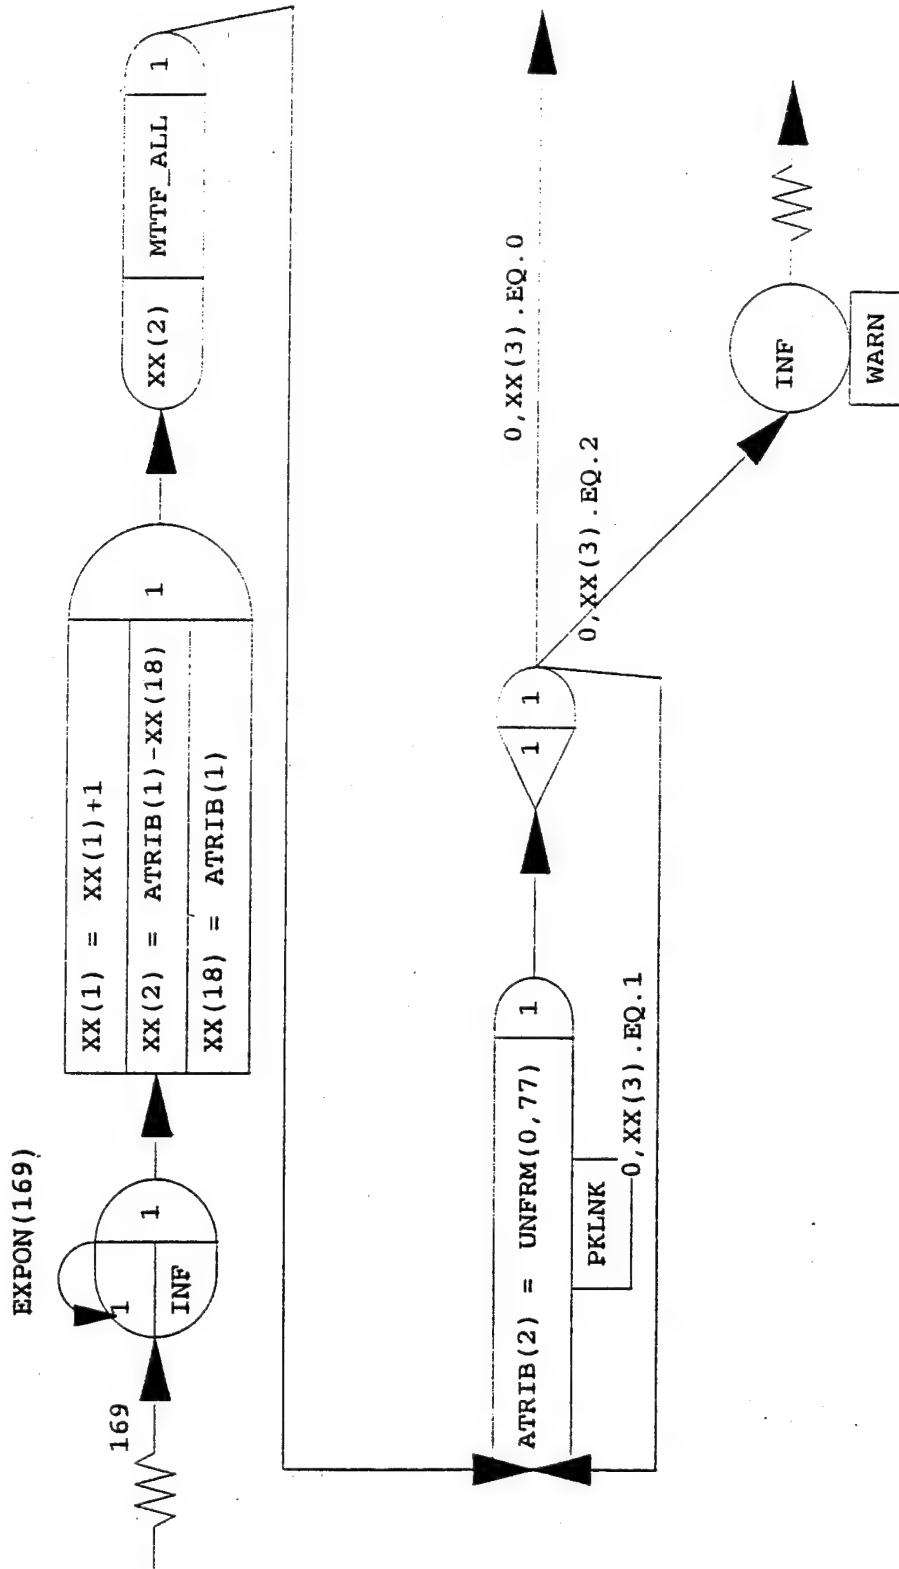 EXPON(169)
169
1
INF
1
XX(1) = XX(1)+1
XX(2) = ATRIB(1)-XX(18)
XX(18) = ATRIB(1)
1
XX(2)
MTTF_ALL
1
ATRIB(2) = UNFRM(0,77)
1
PKLNK
0,XX(3).EQ.1
1
1
0,XX(3).EQ.0
0,XX(3).EQ.2
INF
WARN